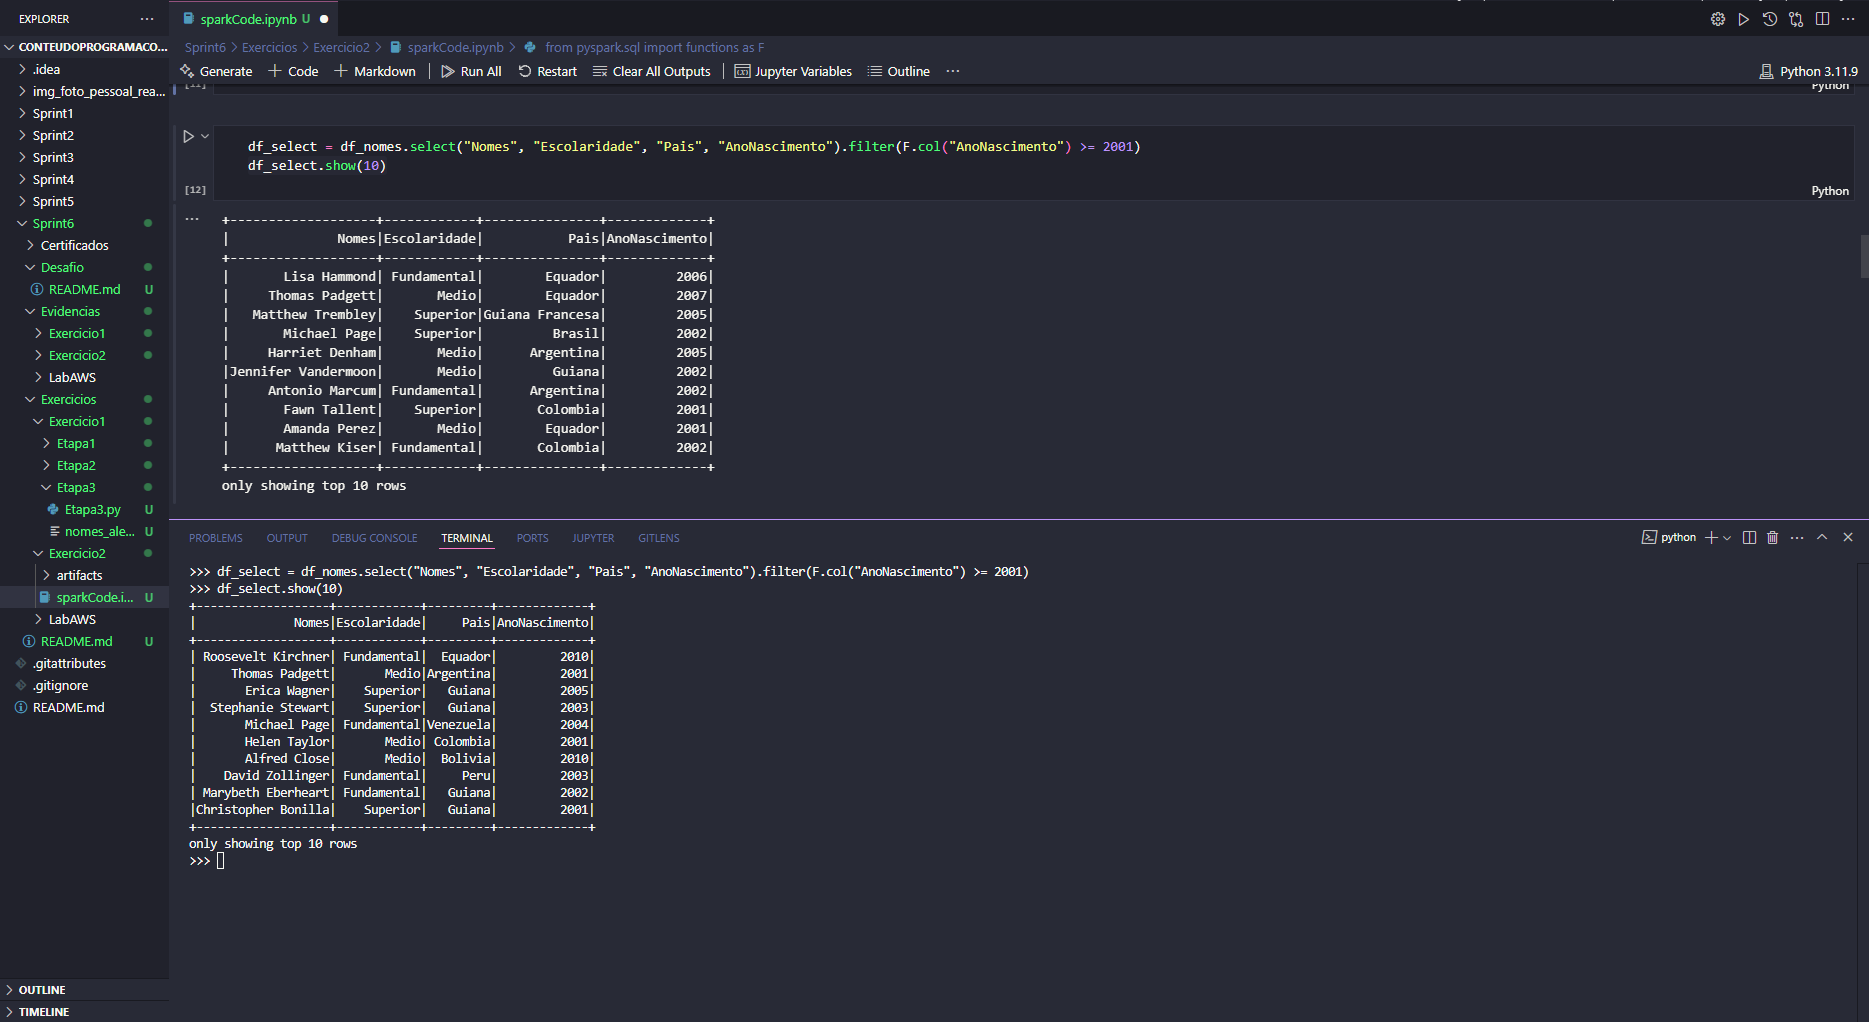 EXPLORER
sparkCode.ipynb U
CONTEUDOPROGRAMACO...
.idea
img_foto_pessoal_rea...
Sprint1
Sprint2
Sprint3
Sprint4
Sprint5
Sprint6
Certificados
Desafio
README.md U
Evidencias
Exercicio1
Exercicio2
LabAWS
Exercicios
Exercicio1
Etapa1
Etapa2
Etapa3
Etapa3.py U
nomes_ale... U
Exercicio2
artifacts
sparkCode.i... U
LabAWS
README.md U
.gitattributes
.gitignore
README.md
OUTLINE
TIMELINE
Sprint6 > Exercicios > Exercicio2 > sparkCode.ipynb > from pyspark.sql import functions as F
Generate + Code + Markdown | Run All Restart Clear All Outputs | Jupyter Variables Outline ...
Python 3.11.9
[11]
Python
df_select = df_nomes.select("Nomes", "Escolaridade", "Pais", "AnoNascimento").filter(F.col("AnoNascimento") >= 2001)
df_select.show(10)
[12]
Python
+-------------------+------------+---------------+-------------+
|              Nomes|Escolaridade|           Pais|AnoNascimento|
+-------------------+------------+---------------+-------------+
|       Lisa Hammond| Fundamental|        Equador|         2006|
|     Thomas Padgett|       Medio|        Equador|         2007|
|   Matthew Trembley|    Superior|Guiana Francesa|         2005|
|       Michael Page|    Superior|         Brasil|         2002|
|     Harriet Denham|       Medio|      Argentina|         2005|
|Jennifer Vandermoon|       Medio|         Guiana|         2002|
|     Antonio Marcum| Fundamental|      Argentina|         2002|
|       Fawn Tallent|    Superior|       Colombia|         2001|
|       Amanda Perez|       Medio|        Equador|         2001|
|      Matthew Kiser| Fundamental|       Colombia|         2002|
+-------------------+------------+---------------+-------------+
only showing top 10 rows
PROBLEMS OUTPUT DEBUG CONSOLE TERMINAL PORTS JUPYTER GITLENS
python
>>> df_select = df_nomes.select("Nomes", "Escolaridade", "Pais", "AnoNascimento").filter(F.col("AnoNascimento") >= 2001)
>>> df_select.show(10)
+-------------------+------------+---------+-------------+
|              Nomes|Escolaridade|     Pais|AnoNascimento|
+-------------------+------------+---------+-------------+
| Roosevelt Kirchner| Fundamental|  Equador|         2010|
|     Thomas Padgett|       Medio|Argentina|         2001|
|       Erica Wagner|    Superior|   Guiana|         2005|
|  Stephanie Stewart|    Superior|   Guiana|         2003|
|       Michael Page| Fundamental|Venezuela|         2004|
|       Helen Taylor|       Medio| Colombia|         2001|
|       Alfred Close|       Medio|  Bolivia|         2010|
|    David Zollinger| Fundamental|     Peru|         2003|
| Marybeth Eberheart| Fundamental|   Guiana|         2002|
|Christopher Bonilla|    Superior|   Guiana|         2001|
+-------------------+------------+---------+-------------+
only showing top 10 rows
>>>